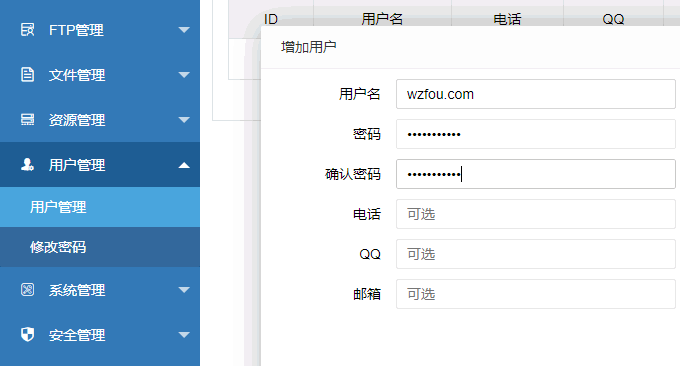 FTP管理
文件管理
资源管理
用户管理
用户管理
修改密码
系统管理
安全管理
ID 用户名 电话 QQ
增加用户
用户名 wzfou.com
密码 •••••••••••
确认密码 •••••••••••
电话 可选
QQ 可选
邮箱 可选